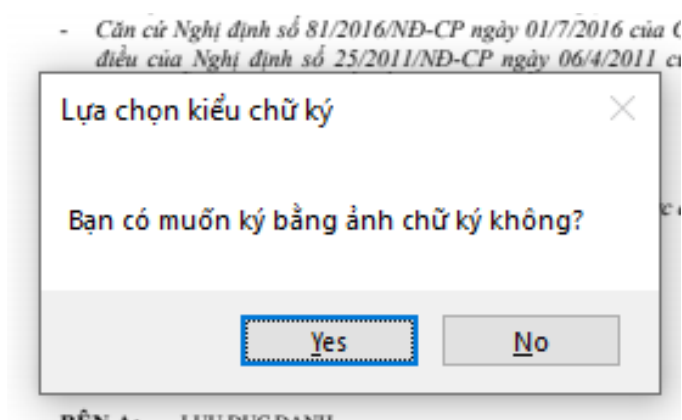 - Căn cứ Nghị định số 81/2016/NĐ-CP ngày 01/7/2016 của
điều của Nghị định số 25/2011/NĐ-CP ngày 06/4/2011
Lựa chọn kiểu chữ ký
Bạn có muốn ký bằng ảnh chữ ký không?
Yes No